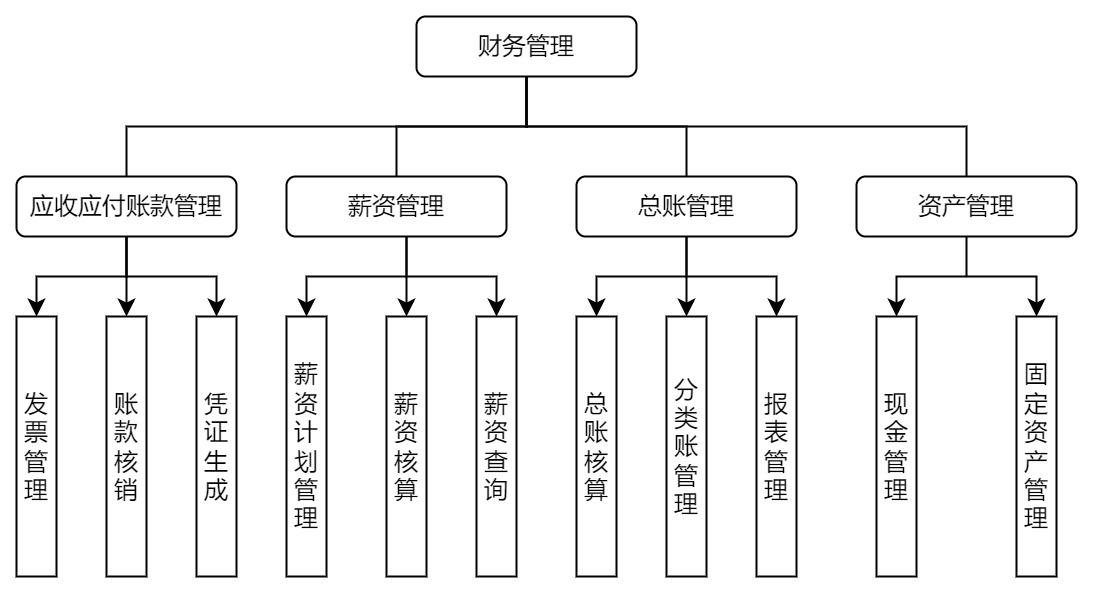 财务管理
应收应付账款管理
薪资管理
总账管理
资产管理
发票管理
账款核销
凭证生成
薪资计划管理
薪资核算
薪资查询
总账核算
分类账管理
报表管理
现金管理
固定资产管理